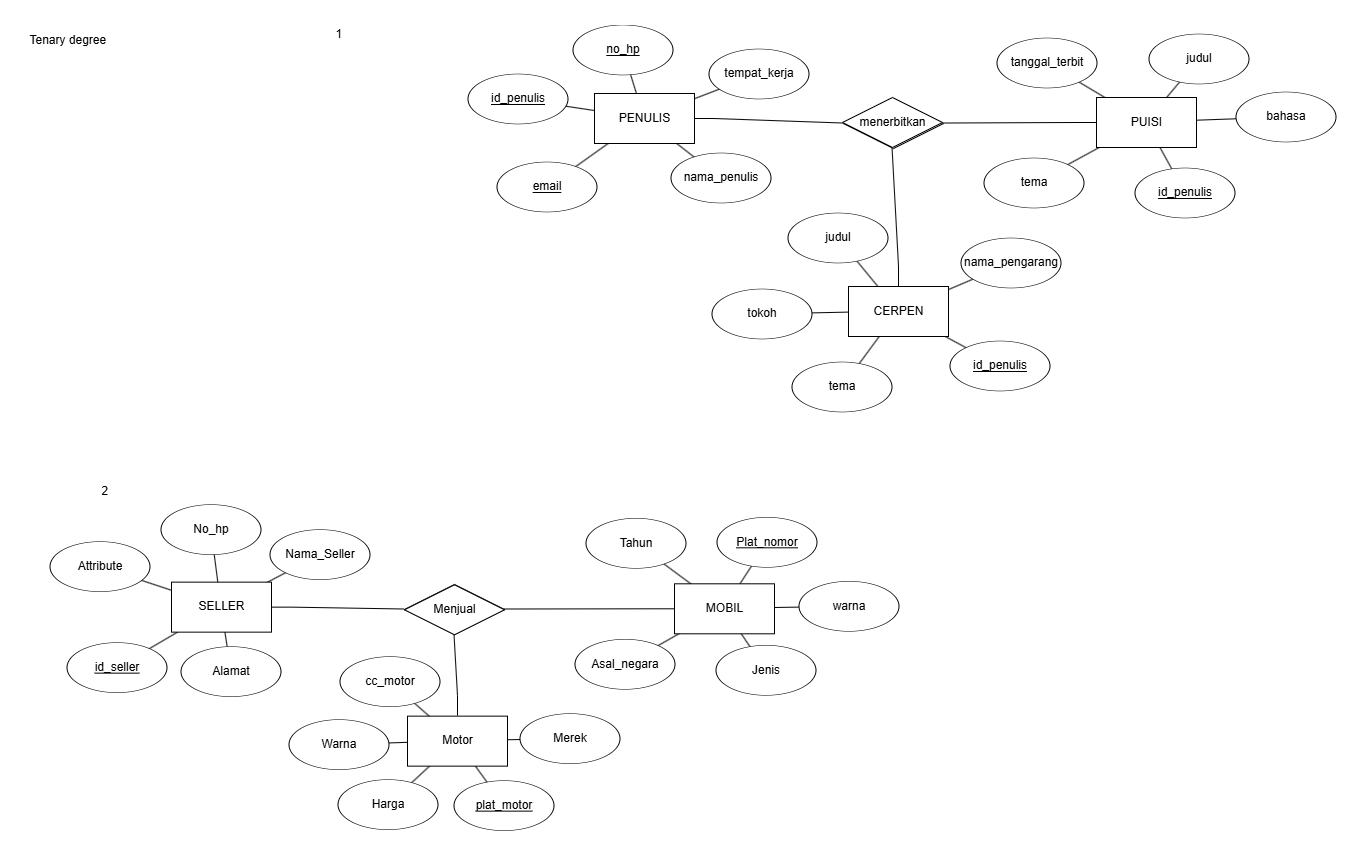 Tenary degree
1
no_hp
tempat_kerja
id_penulis
PENULIS
email
nama_penulis
menerbitkan
tanggal_terbit
judul
PUISI
bahasa
tema
id_penulis
judul
nama_pengarang
tokoh
CERPEN
tema
id_penulis
2
No_hp
Attribute
Nama_Seller
SELLER
id_seller
Alamat
Menjual
Tahun
Plat_nomor
MOBIL
warna
Asal_negara
Jenis
cc_motor
Warna
Motor
Merek
Harga
plat_motor